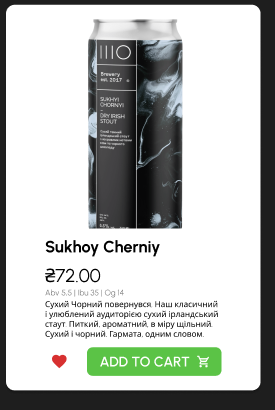 IIIO
Brewery
est. 2017
SUKHYI
CHORNYI
DRY IRISH
STOUT
Sukhoy Cherniy
₴72.00
Abv 5.5 | Ibu 35 | Og 14
Сухий Чорний повернувся. Наш класичний
і улюблений аудиторією сухий ірландський
стаут. Питкий, ароматний, в міру щільний.
Сухий і чорний. Гармата, одним словом.
ADD TO CART